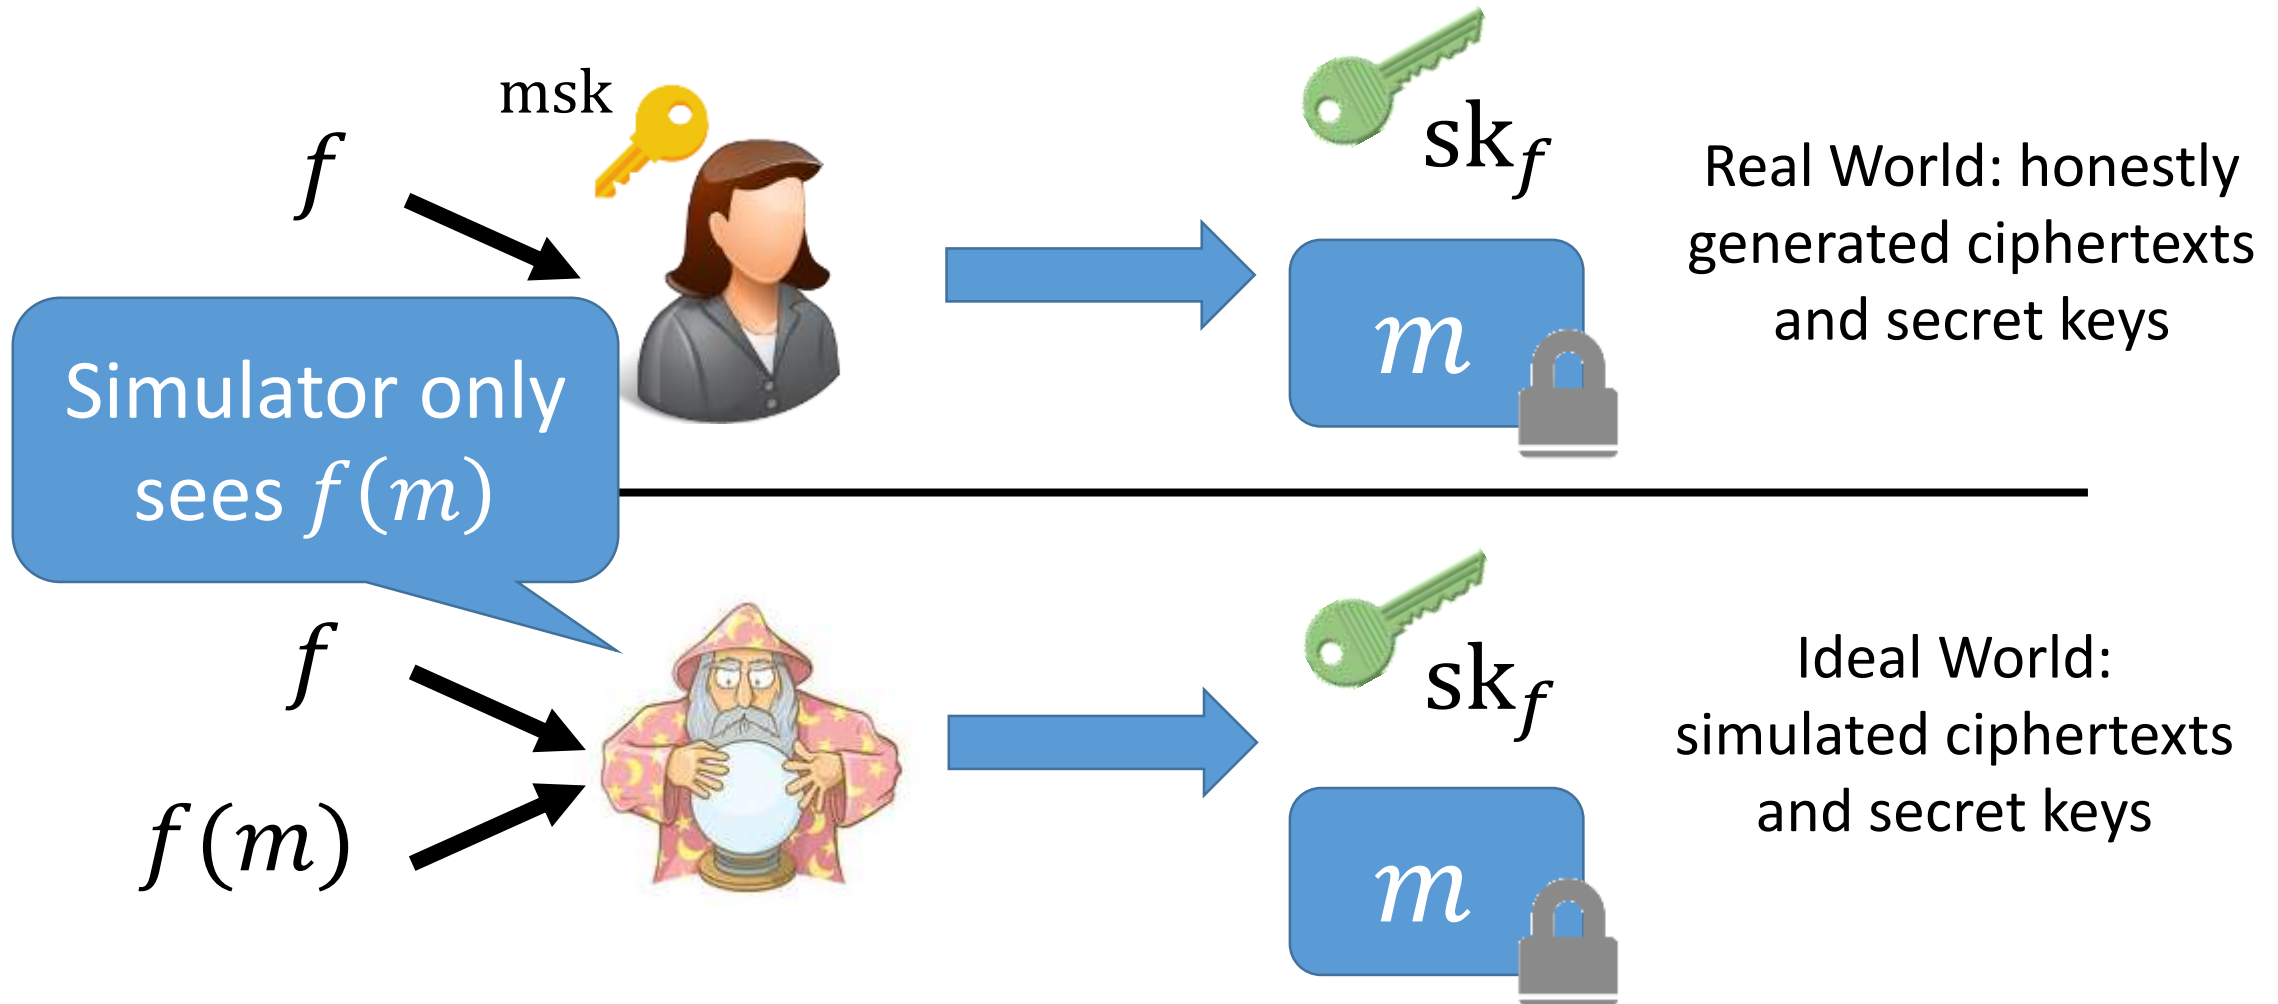 msk
f
sk_f
m
Real World: honestly
generated ciphertexts
and secret keys
Simulator only
sees f(m)
f
f(m)
sk_f
m
Ideal World:
simulated ciphertexts
and secret keys